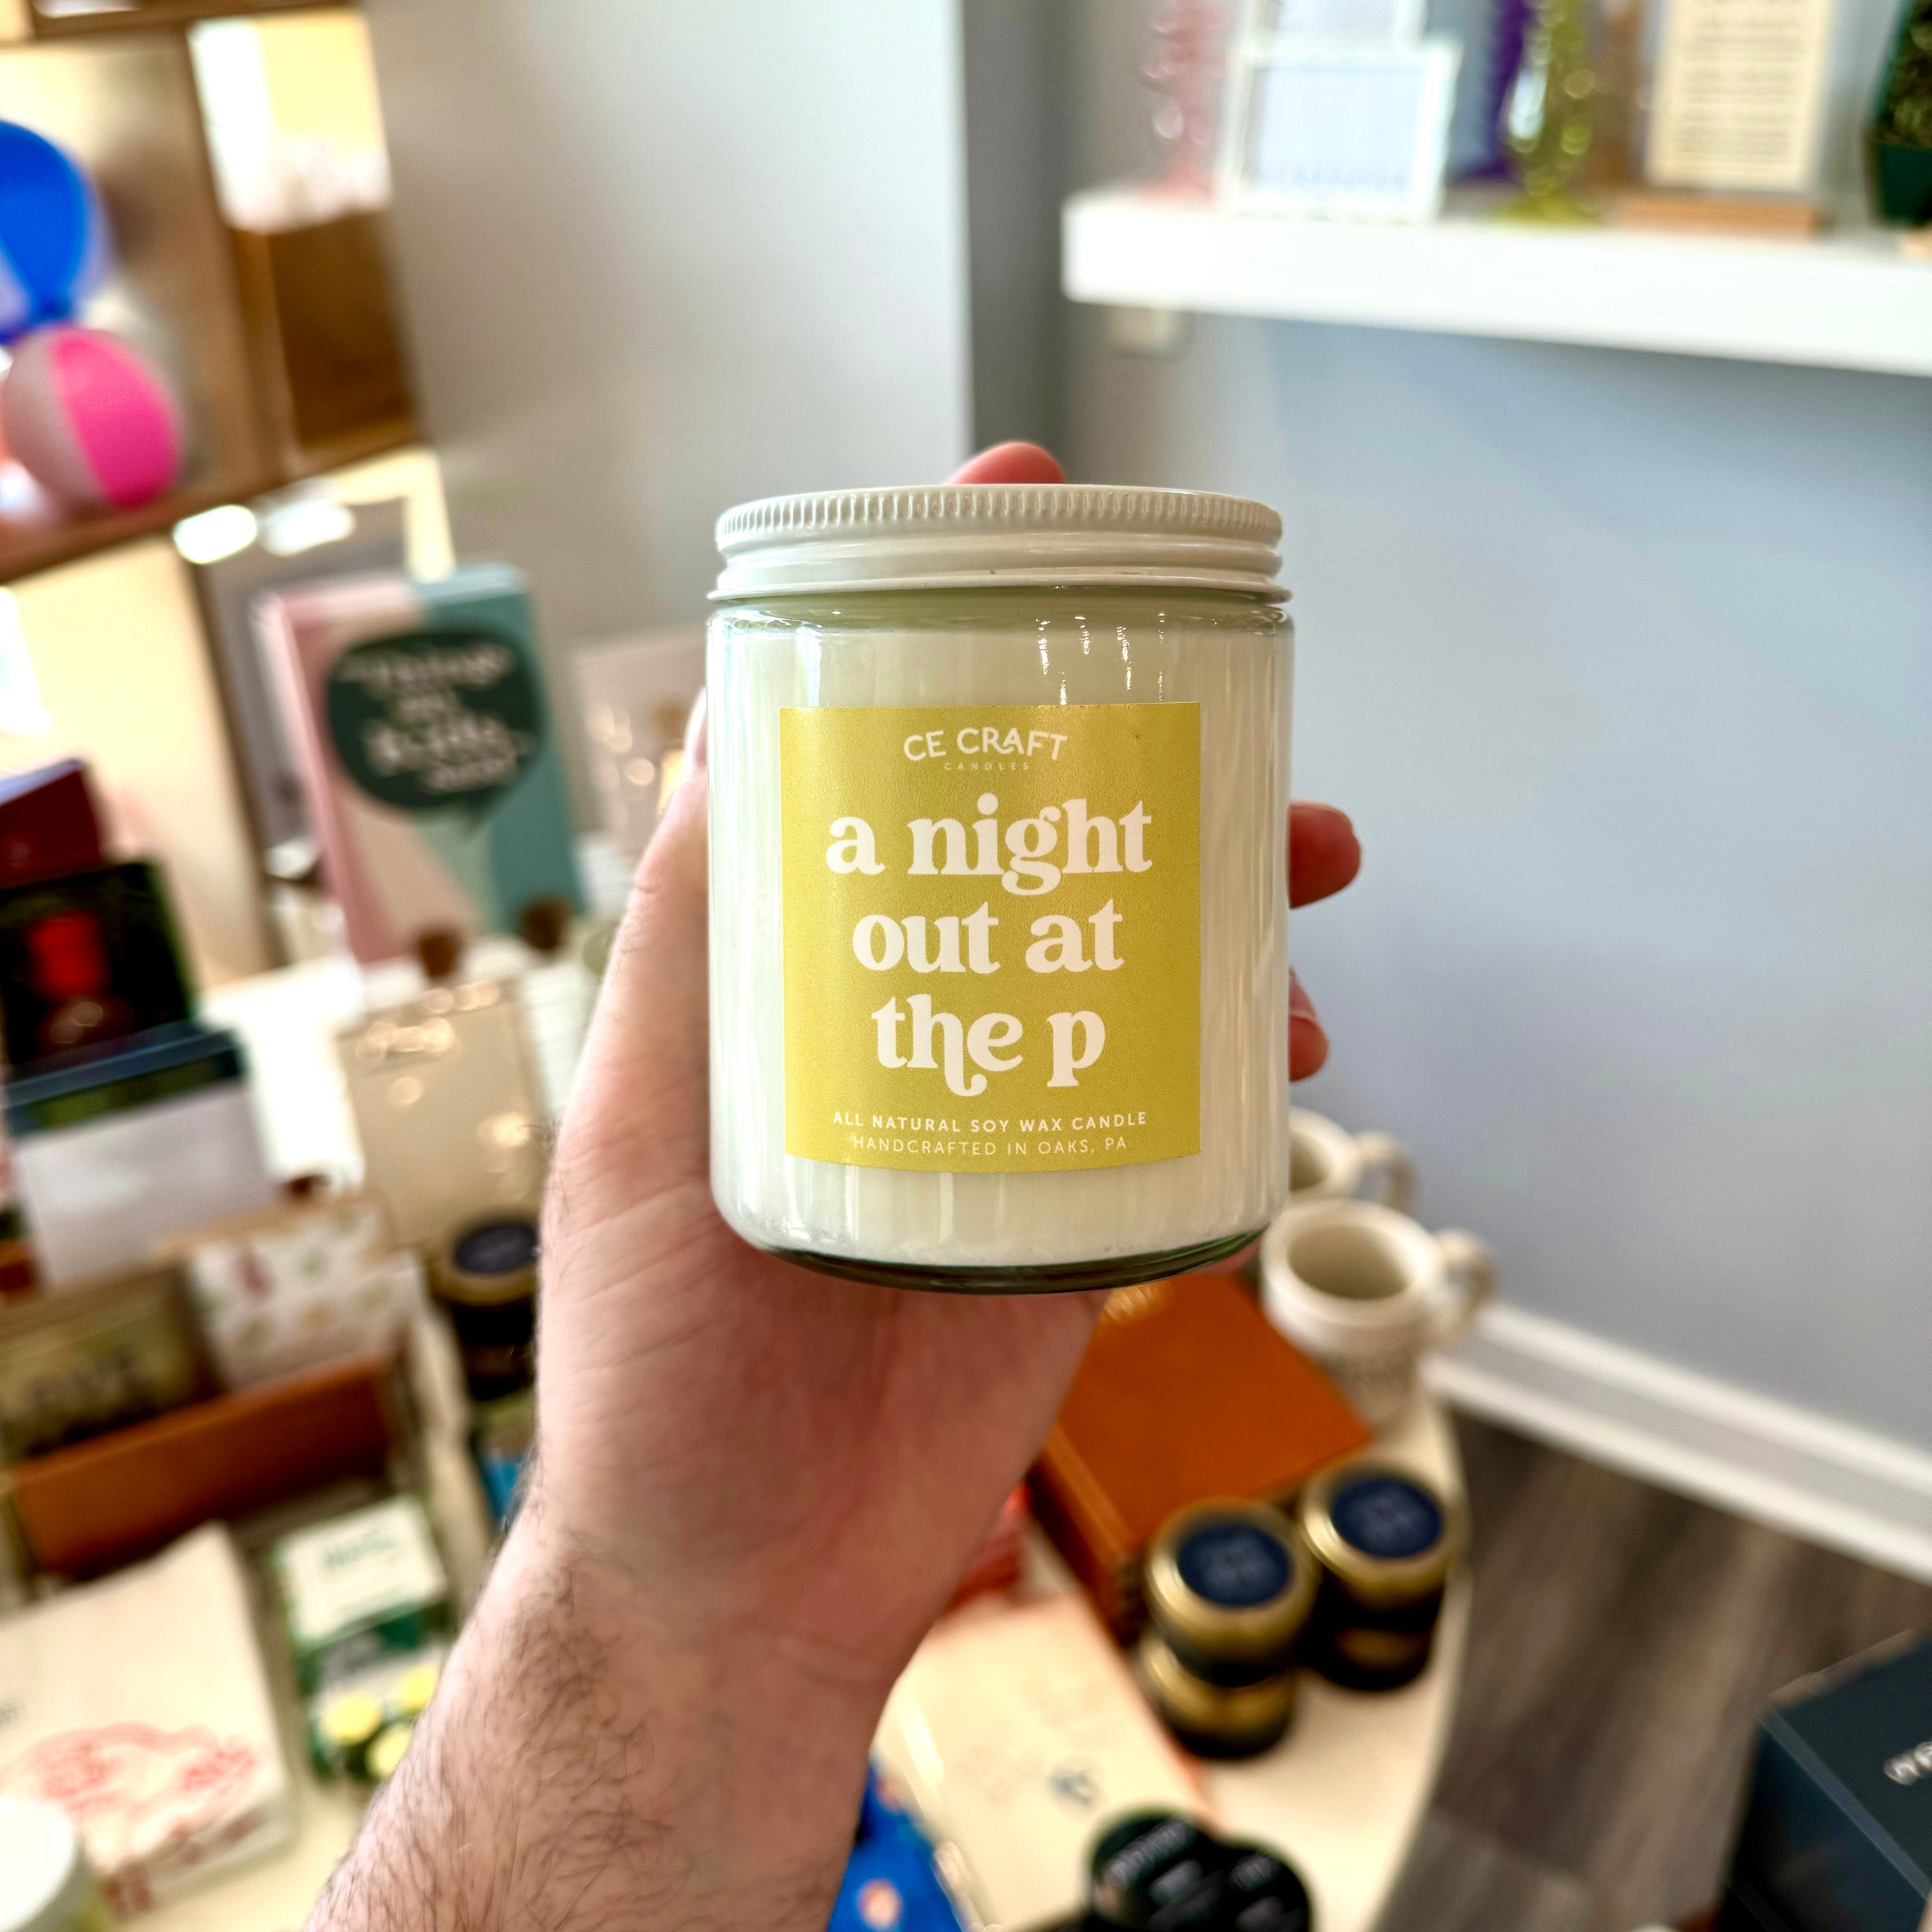 CE CRAFT
CANDLES
a night
out at
the p
ALL NATURAL SOY WAX CANDLE
HANDCRAFTED IN OAKS, PA